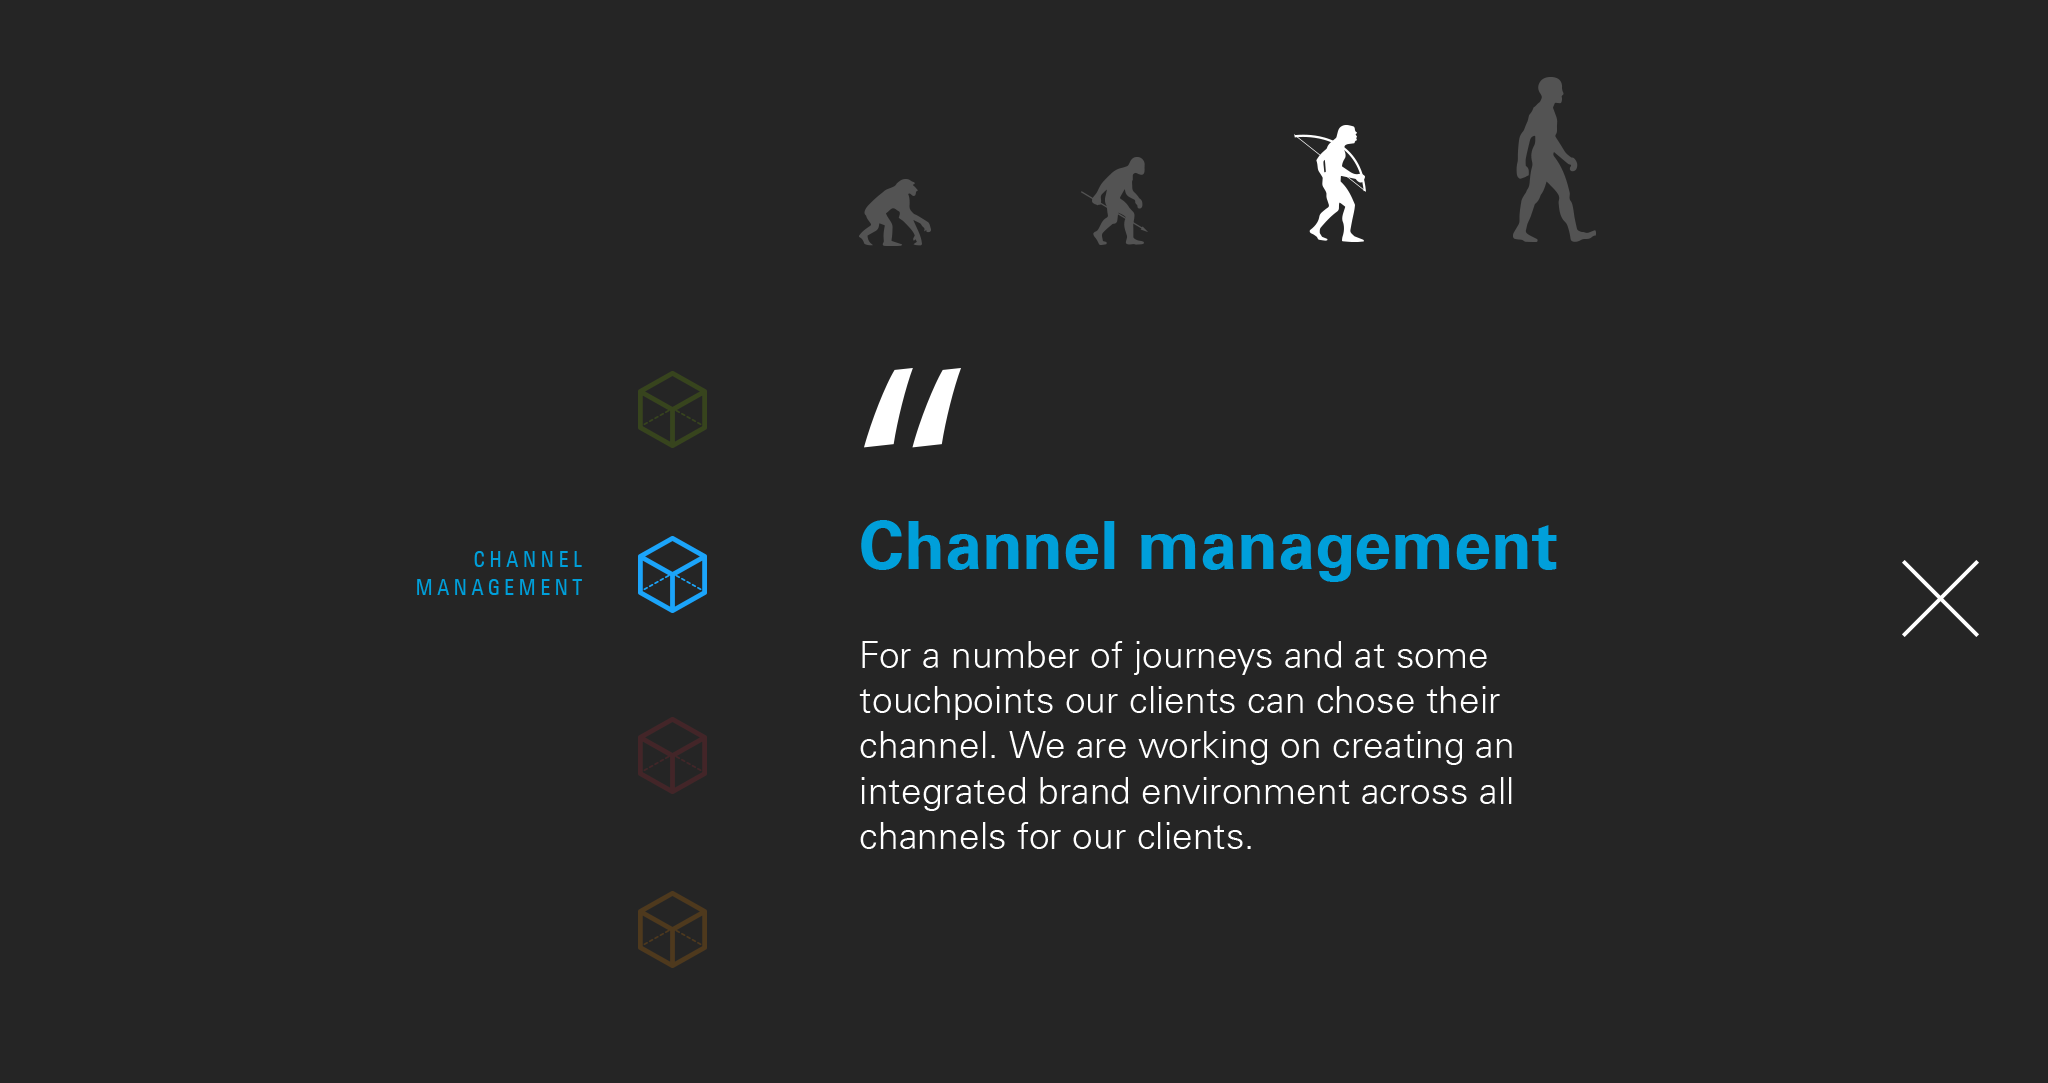 “
CHANNEL
MANAGEMENT
Channel management
For a number of journeys and at some
touchpoints our clients can chose their
channel. We are working on creating an
integrated brand environment across all
channels for our clients.